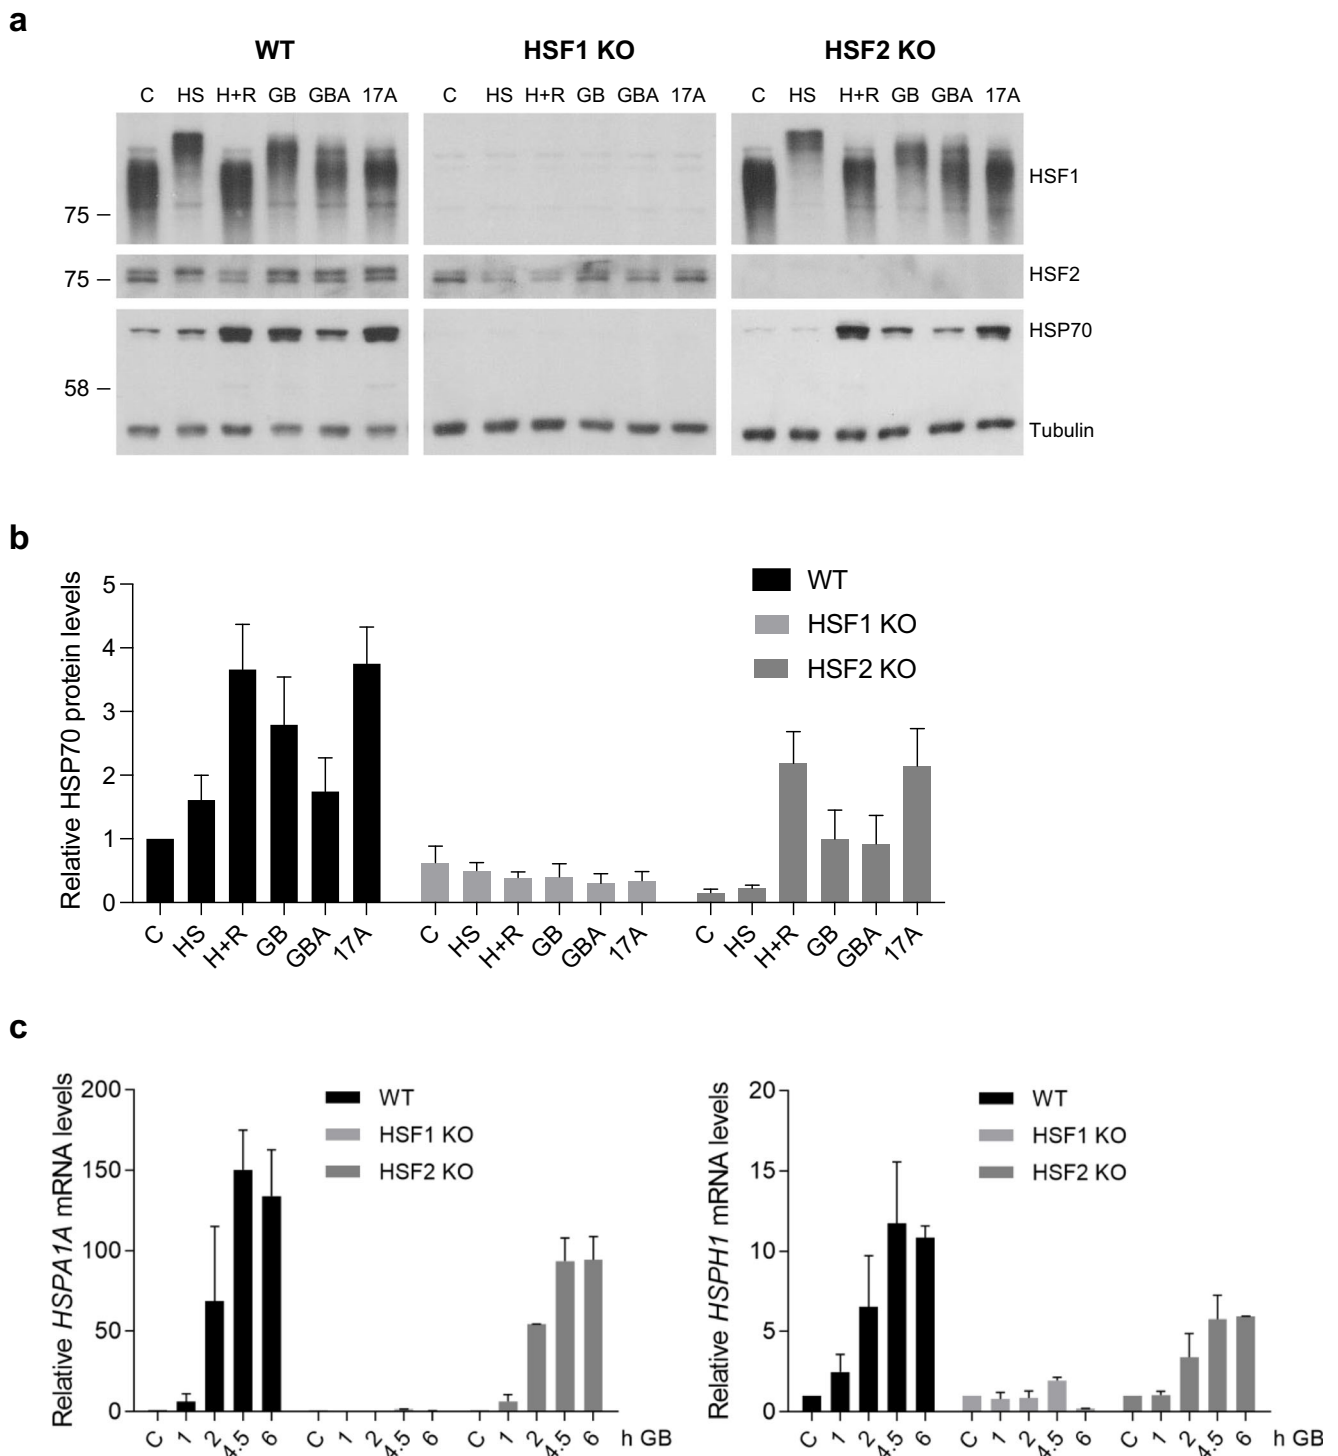 a
WT HSF1 KO HSF2 KO
C HS H+R GB GBA 17A C HS H+R GB GBA 17A C HS H+R GB GBA 17A
HSF1
75 –
75 – HSF2
HSP70
58 –
Tubulin
b
Relative HSP70 protein levels
5
4
3
2
1
0
WT
HSF1 KO
HSF2 KO
C HS H+R GB GBA 17A C HS H+R GB GBA 17A C HS H+R GB GBA 17A
c
Relative HSPA1A mRNA levels
200
150
100
50
0
WT
HSF1 KO
HSF2 KO
C 1 2 4.5 6 C 1 2 4.5 6 C 1 2 4.5 6 h GB
Relative HSPH1 mRNA levels
20
15
10
5
0
WT
HSF1 KO
HSF2 KO
C 1 2 4.5 6 C 1 2 4.5 6 C 1 2 4.5 6 h GB